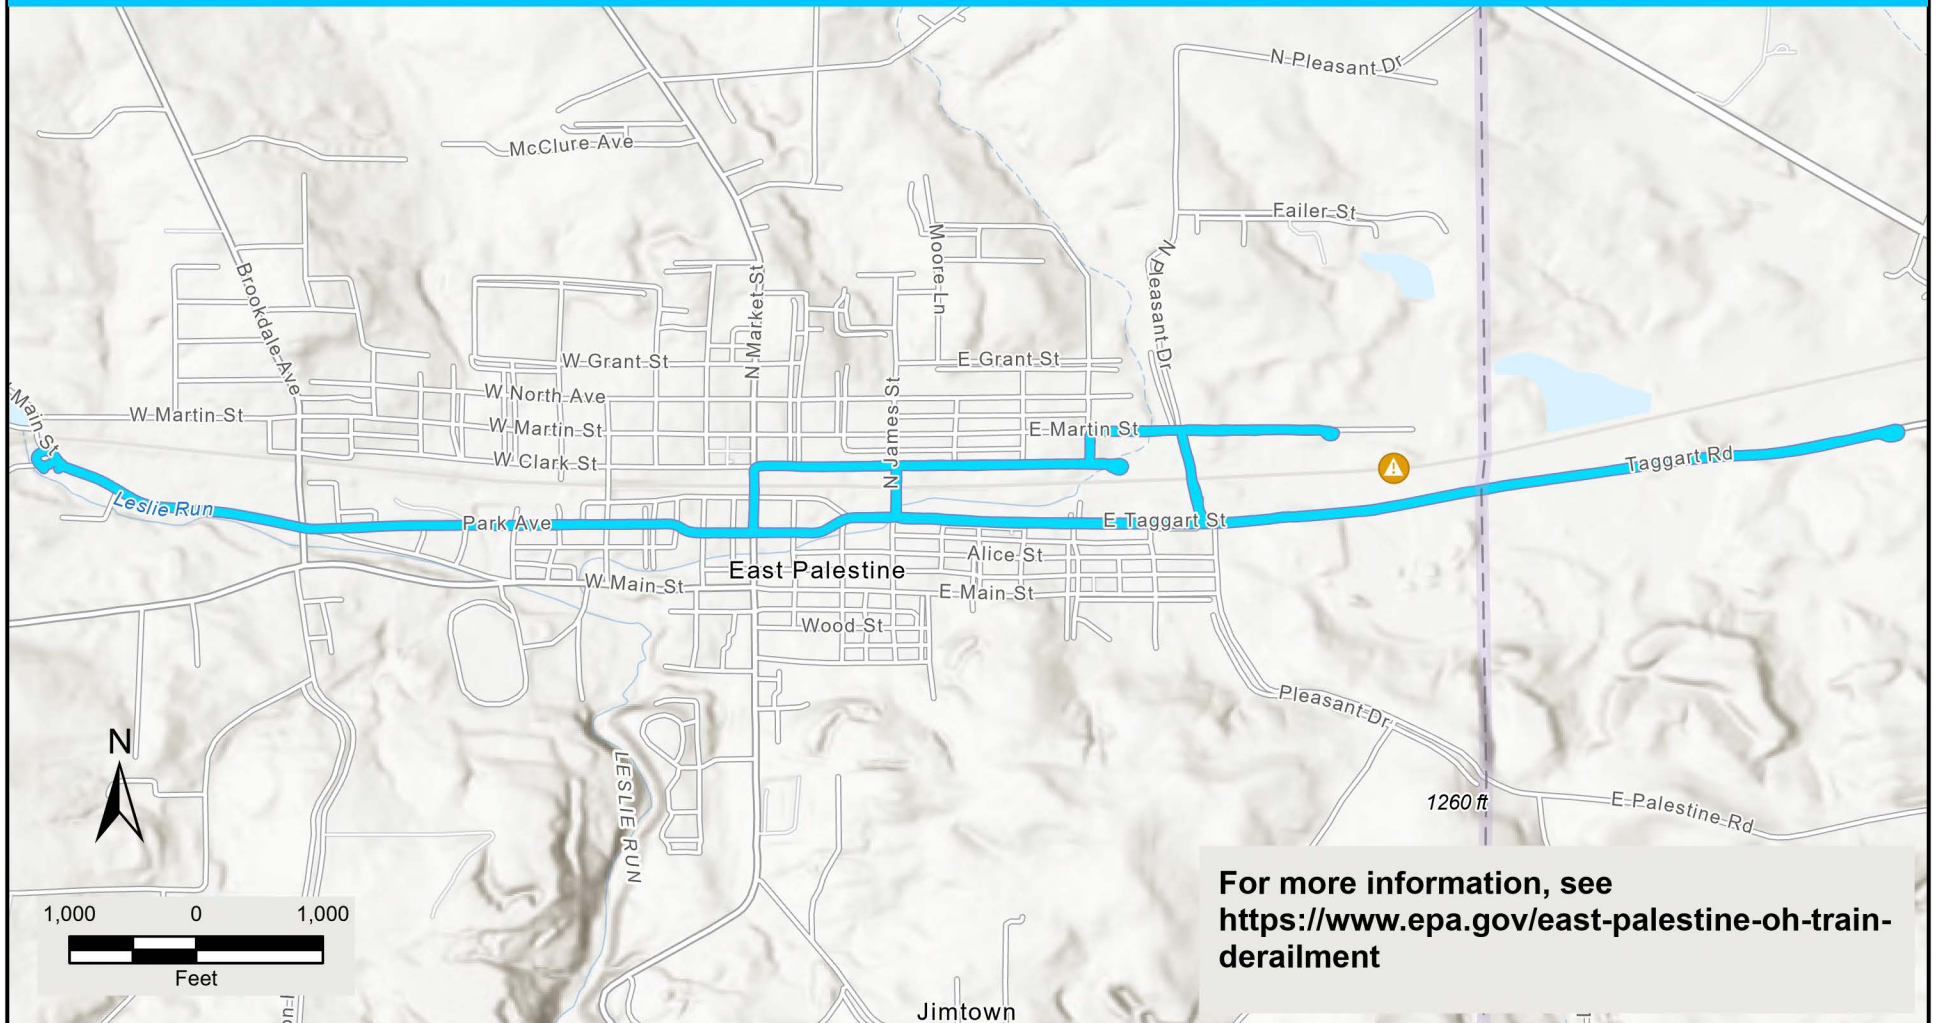 N Pleasant Dr
McClure Ave
Failer St
Moore Ln
N Pleasant Dr
Brookdale Ave
N Market St
W Grant St
E Grant St
W North Ave
N James St
Main St
W Martin St
W Martin St
E Martin St
W Clark St
Taggart Rd
Leslie Run
Park Ave
E Taggart St
Alice St
East Palestine
W Main St
E Main St
Wood St
Pleasant Dr
N
LESLIE RUN
1260 ft
E Palestine Rd
1,000 0 1,000
Feet
For more information, see
https://www.epa.gov/east-palestine-oh-train-
derailment
Jimtown